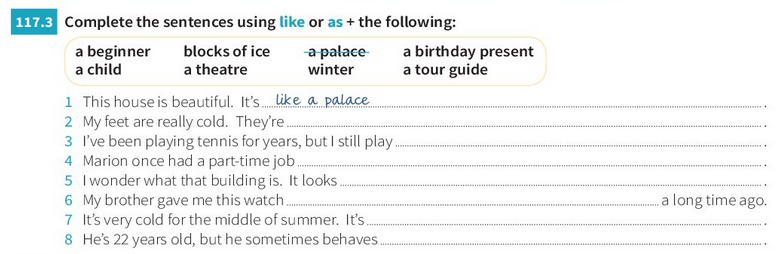 117.3 Complete the sentences using like or as + the following:
a beginner blocks of ice a palace a birthday present
a child a theatre winter a tour guide
1 This house is beautiful. It's like a palace .
2 My feet are really cold. They're .
3 I've been playing tennis for years, but I still play .
4 Marion once had a part-time job .
5 I wonder what that building is. It looks .
6 My brother gave me this watch a long time ago.
7 It's very cold for the middle of summer. It's .
8 He's 22 years old, but he sometimes behaves .